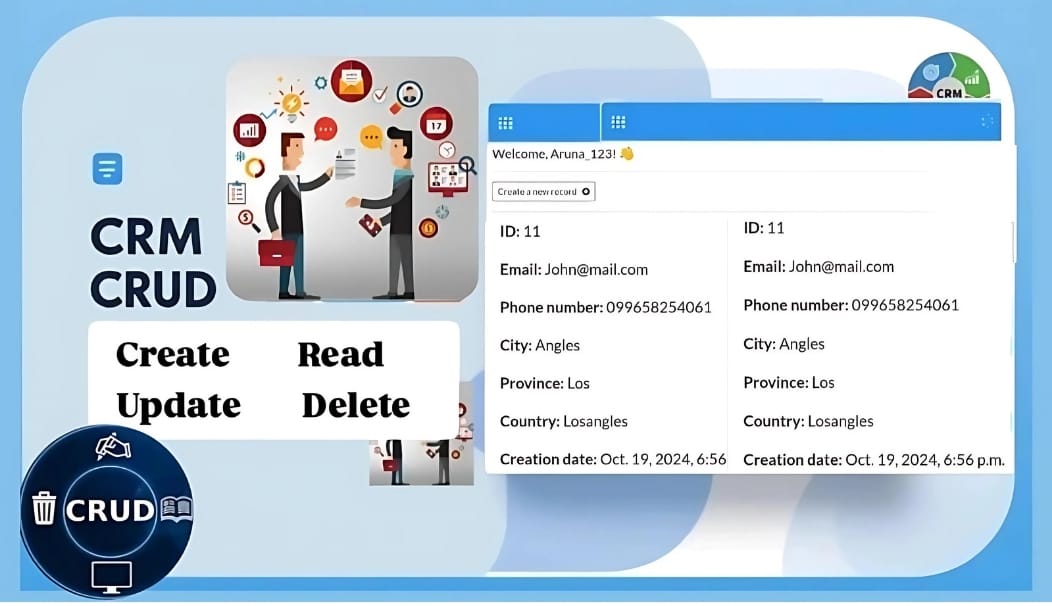 CRM
CRUD
Create Read
Update Delete
CRUD
17
CRM
Welcome, Aruna_123! 👋
Create a new record
ID: 11
Email: John@mail.com
Phone number: 099658254061
City: Angles
Province: Los
Country: Losangles
Creation date: Oct. 19, 2024, 6:56
ID: 11
Email: John@mail.com
Phone number: 099658254061
City: Angles
Province: Los
Country: Losangles
Creation date: Oct. 19, 2024, 6:56 p.m.